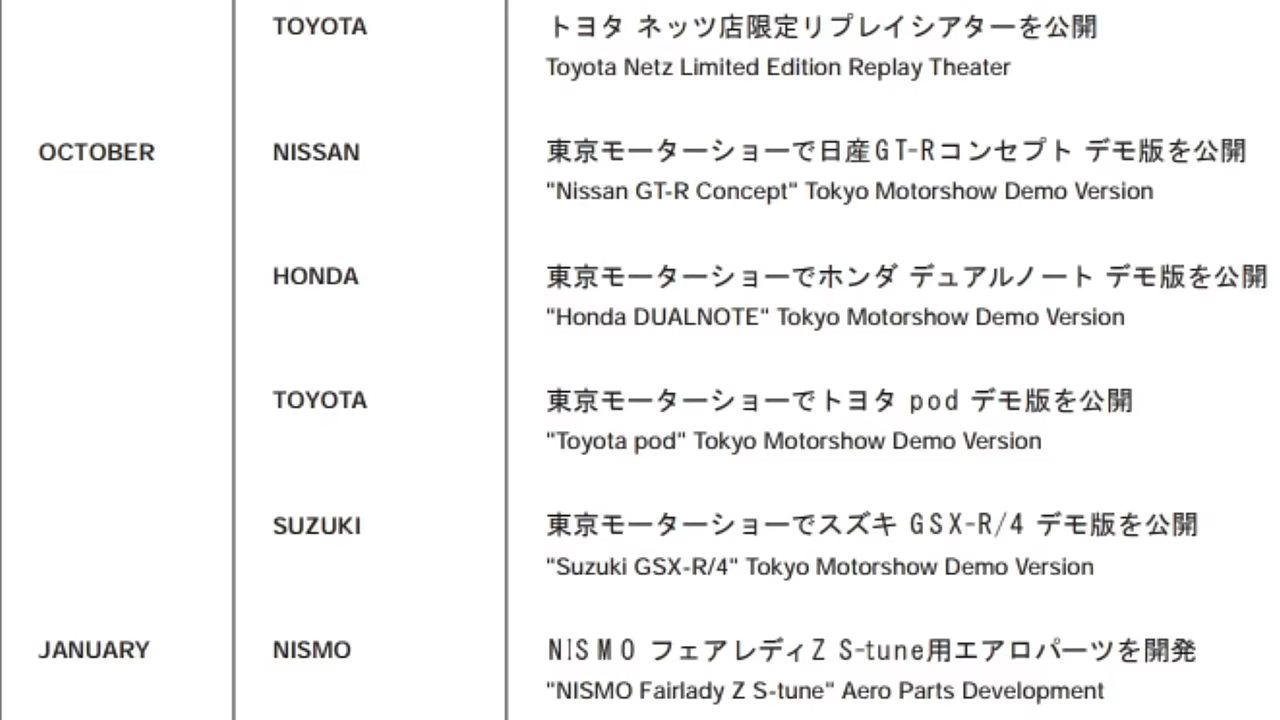 TOYOTA トヨタ ネッツ店限定リプレイシアターを公開
Toyota Netz Limited Edition Replay Theater
OCTOBER NISSAN 東京モーターショーで日産GT-Rコンセプト デモ版を公開
"Nissan GT-R Concept" Tokyo Motorshow Demo Version
HONDA 東京モーターショーでホンダ デュアルノート デモ版を公開
"Honda DUALNOTE" Tokyo Motorshow Demo Version
TOYOTA 東京モーターショーでトヨタ pod デモ版を公開
"Toyota pod" Tokyo Motorshow Demo Version
SUZUKI 東京モーターショーでスズキ GSX-R/4 デモ版を公開
"Suzuki GSX-R/4" Tokyo Motorshow Demo Version
JANUARY NISMO NISMO フェアレディZ S-tune用エアロパーツを開発
"NISMO Fairlady Z S-tune" Aero Parts Development